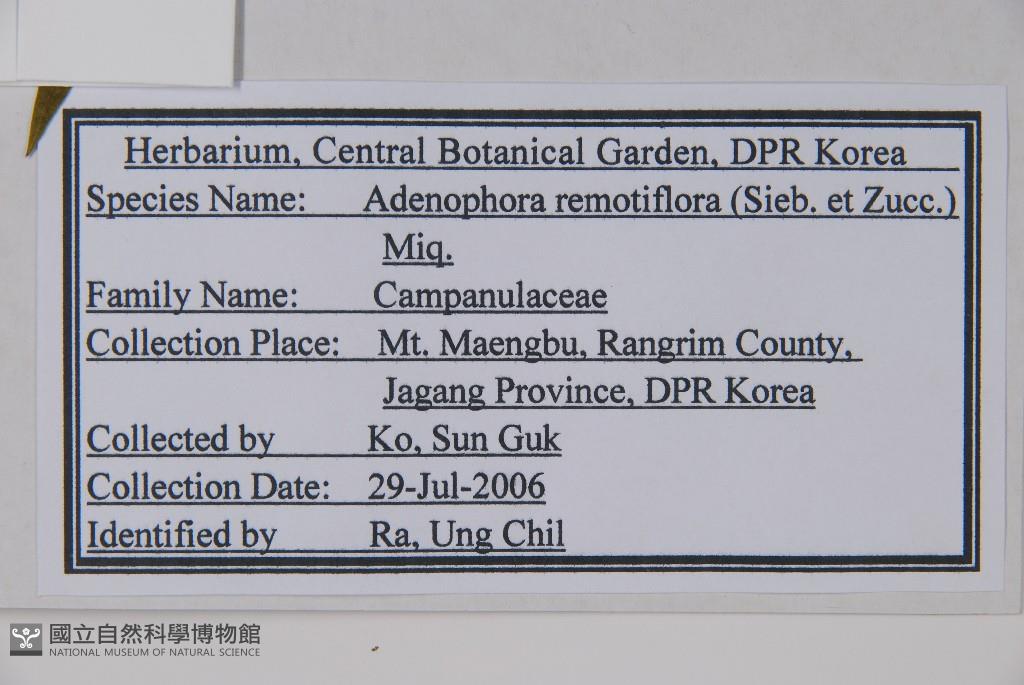 Herbarium, Central Botanical Garden, DPR Korea
Species Name: Adenophora remotiflora (Sieb. et Zucc.)
Miq.
Family Name: Campanulaceae
Collection Place: Mt. Maengbu, Rangrim County,
Jagang Province, DPR Korea
Collected by Ko, Sun Guk
Collection Date: 29-Jul-2006
Identified by Ra, Ung Chil
國立自然科學博物館
NATIONAL MUSEUM OF NATURAL SCIENCE